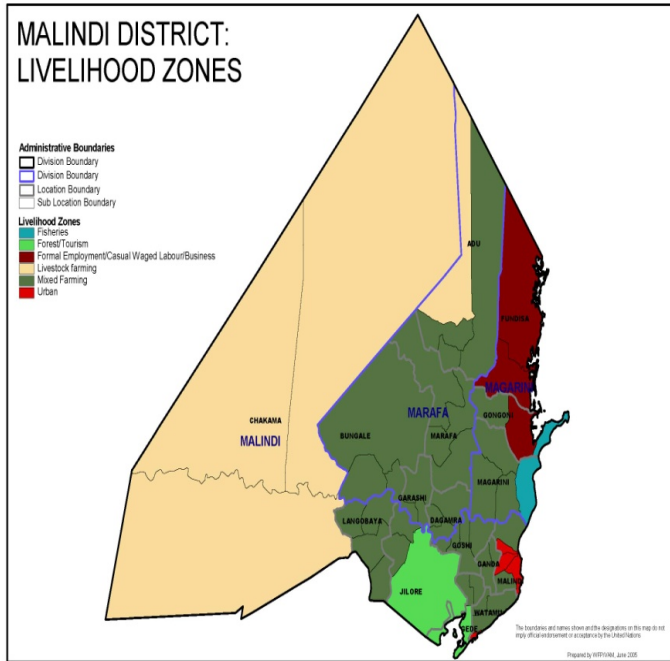 MALINDI DISTRICT:
LIVELIHOOD ZONES
Administrative Boundaries
Division Boundary
Division Boundary
Location Boundary
Sub Location Boundary
Livelihood Zones
Fisheries
Forest/Tourism
Formal Employment/Casual Waged Labour/Business
Livestock farming
Mixed Farming
Urban
ADU
FUNDISA
MAGARINI
GONGONI
MARAFA
CHAKAMA
MALINDI
BUNGALE
MARAFA
MAGARINI
GARASHI
LANGOBAYA
DAGAMRA
GOSHI
GANDA
MALINDI
JILORE
WATAMU
GEDE
The boundaries and names shown and the designations on this map do not
imply official endorsement or acceptance by the United Nations.
Prepared by WFP/VAM, June 2005